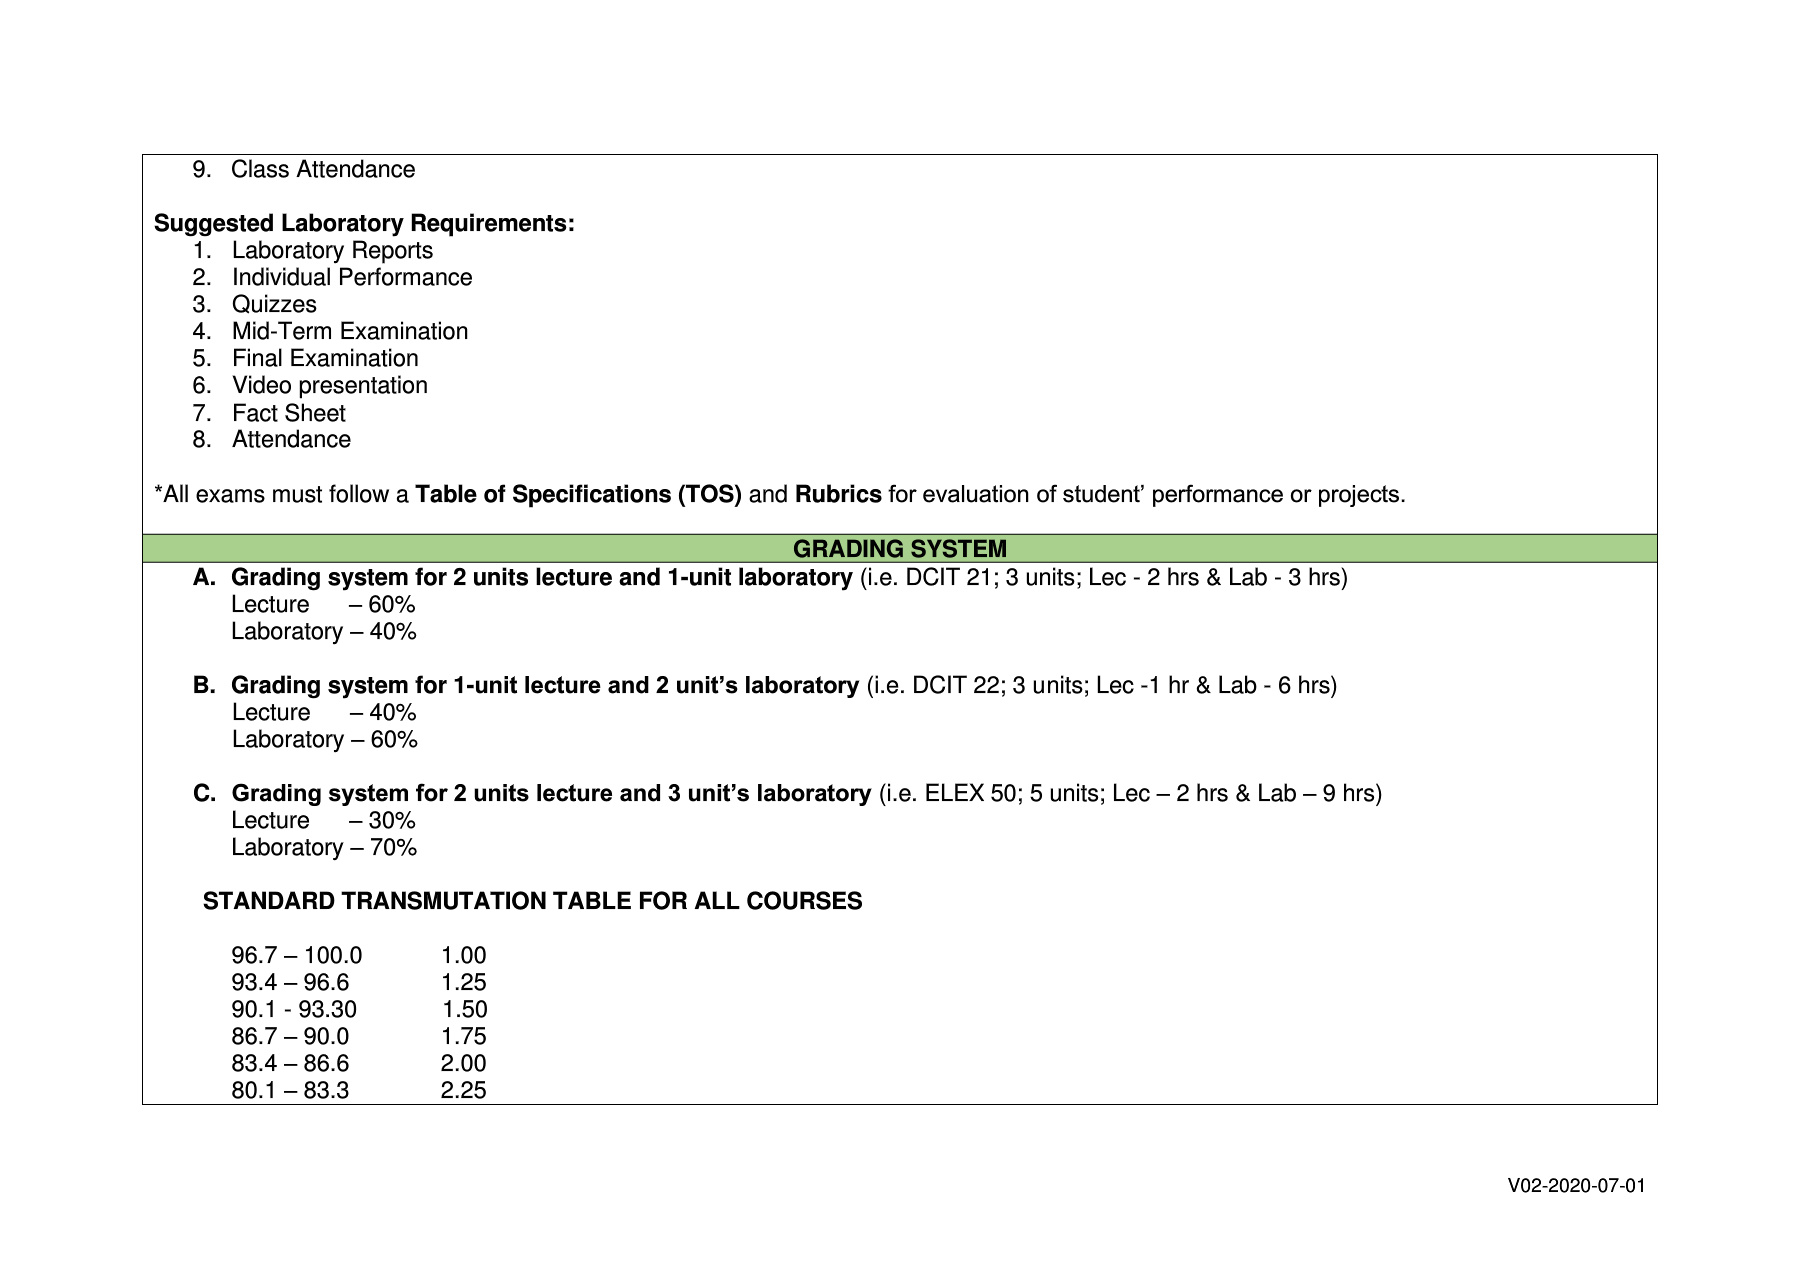 9. Class Attendance
Suggested Laboratory Requirements:
1. Laboratory Reports
2. Individual Performance
3. Quizzes
4. Mid-Term Examination
5. Final Examination
6. Video presentation
7. Fact Sheet
8. Attendance
*All exams must follow a Table of Specifications (TOS) and Rubrics for evaluation of student’ performance or projects.
GRADING SYSTEM
A. Grading system for 2 units lecture and 1-unit laboratory (i.e. DCIT 21; 3 units; Lec - 2 hrs & Lab - 3 hrs)
Lecture – 60%
Laboratory – 40%
B. Grading system for 1-unit lecture and 2 unit’s laboratory (i.e. DCIT 22; 3 units; Lec -1 hr & Lab - 6 hrs)
Lecture – 40%
Laboratory – 60%
C. Grading system for 2 units lecture and 3 unit’s laboratory (i.e. ELEX 50; 5 units; Lec – 2 hrs & Lab – 9 hrs)
Lecture – 30%
Laboratory – 70%
STANDARD TRANSMUTATION TABLE FOR ALL COURSES
96.7 – 100.0 1.00
93.4 – 96.6 1.25
90.1 - 93.30 1.50
86.7 – 90.0 1.75
83.4 – 86.6 2.00
80.1 – 83.3 2.25
V02-2020-07-01